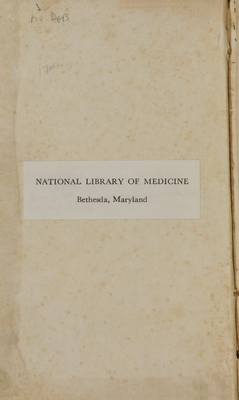 NATIONAL LIBRARY OF MEDICINE
Bethesda, Maryland